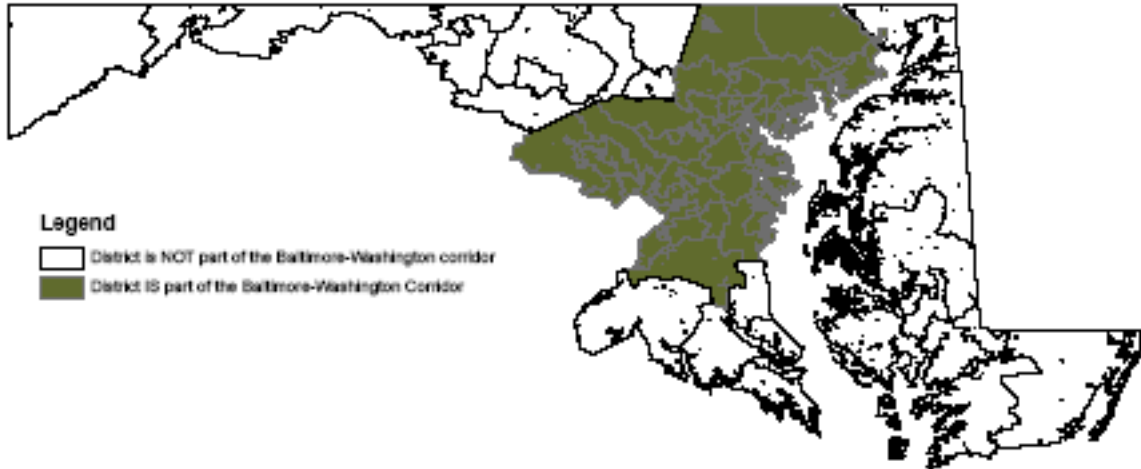 Legend
District is NOT part of the Baltimore-Washington corridor
District IS part of the Baltimore-Washington Corridor